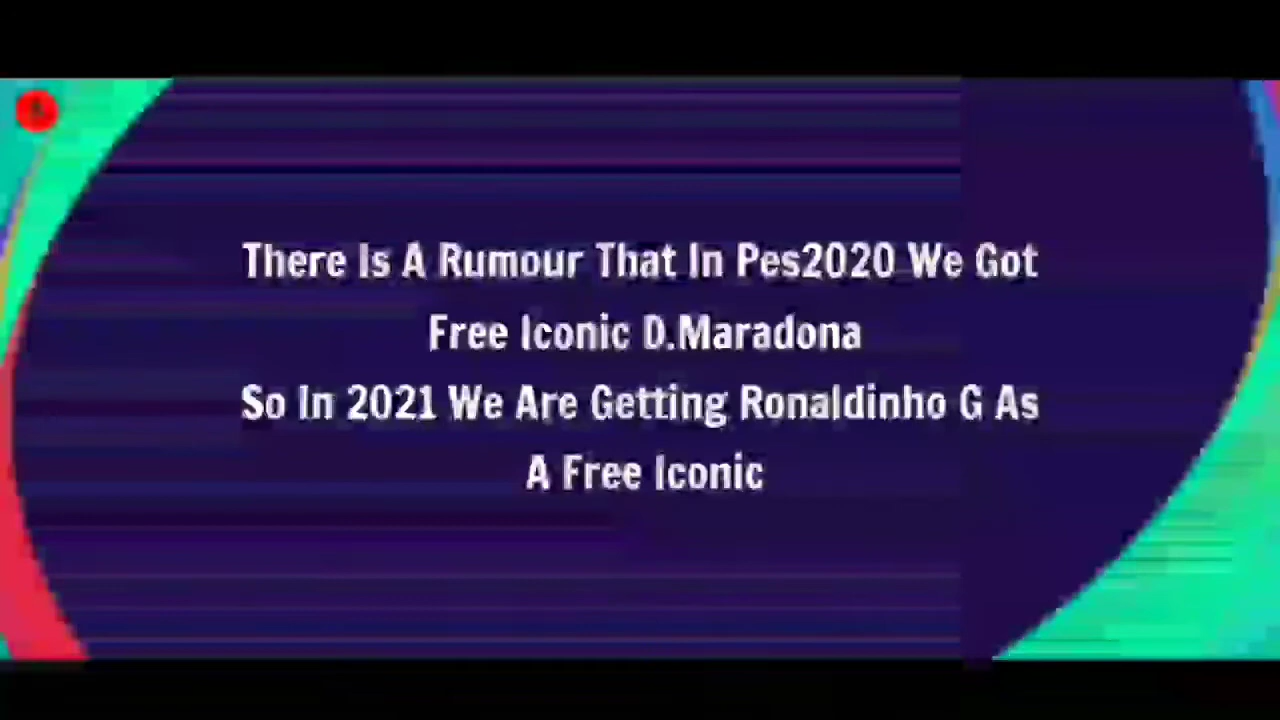 There Is A Rumour That In Pes2020 We Got
Free Iconic D.Maradona
So In 2021 We Are Getting Ronaldinho G As
A Free Iconic